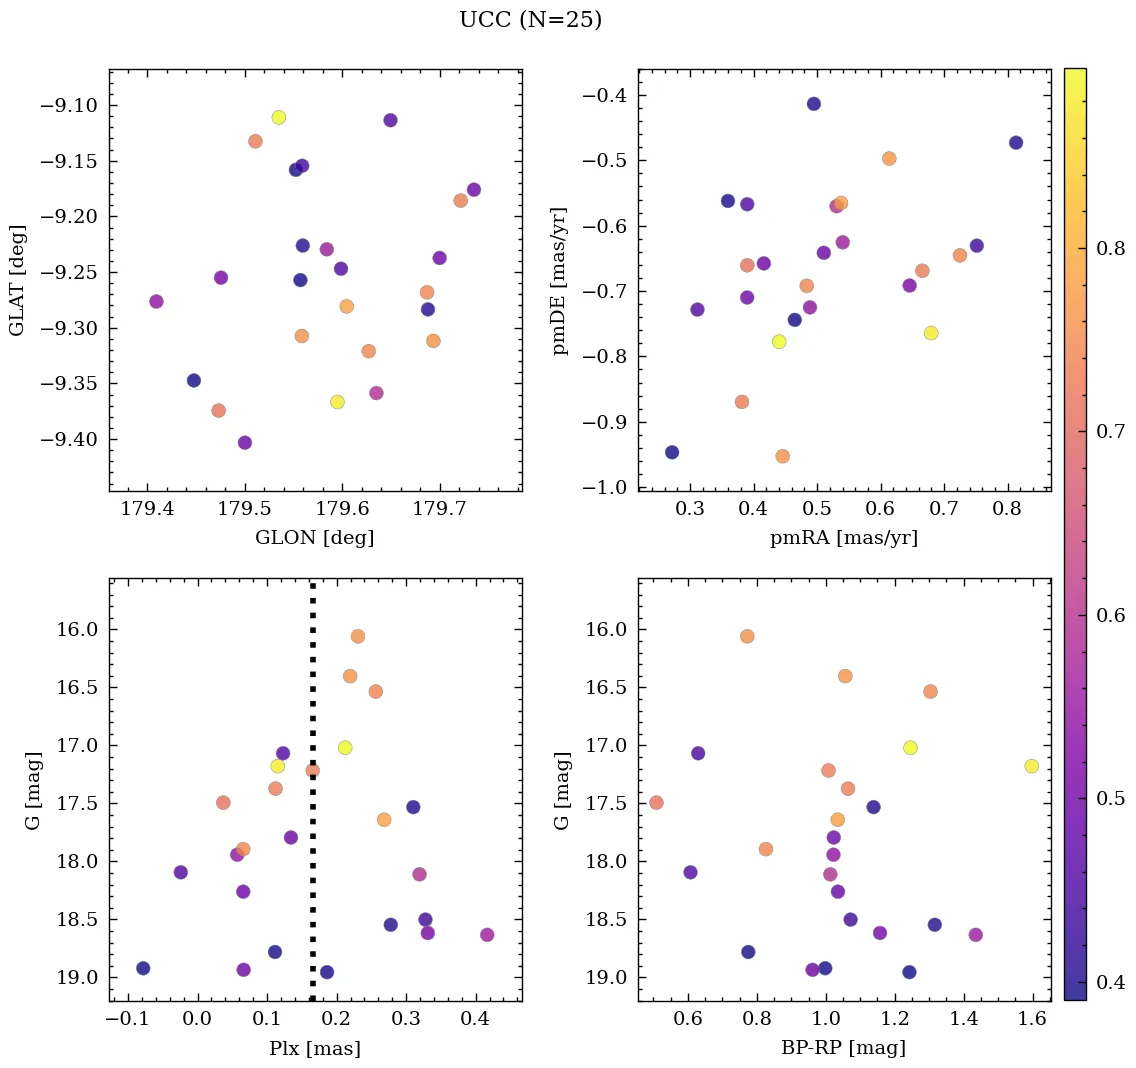 UCC (N=25)
−9.10
−9.15
−9.20
−9.25
−9.30
−9.35
−9.40
GLAT [deg]
179.4 179.5 179.6 179.7
GLON [deg]
−0.4
−0.5
−0.6
−0.7
−0.8
−0.9
−1.0
pmDE [mas/yr]
0.3 0.4 0.5 0.6 0.7 0.8
pmRA [mas/yr]
16.0
16.5
17.0
17.5
18.0
18.5
19.0
G [mag]
−0.1 0.0 0.1 0.2 0.3 0.4
Plx [mas]
16.0
16.5
17.0
17.5
18.0
18.5
19.0
G [mag]
0.6 0.8 1.0 1.2 1.4 1.6
BP-RP [mag]
0.8
0.7
0.6
0.5
0.4